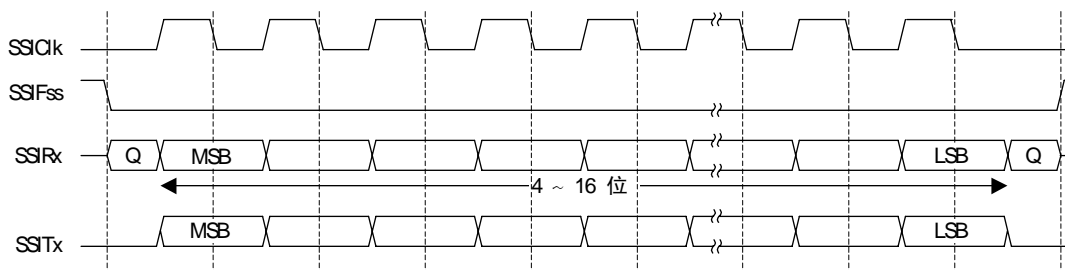 SSIClk
SSIFss
SSIRx Q MSB LSB Q
4 ~ 16 位
SSITx MSB LSB